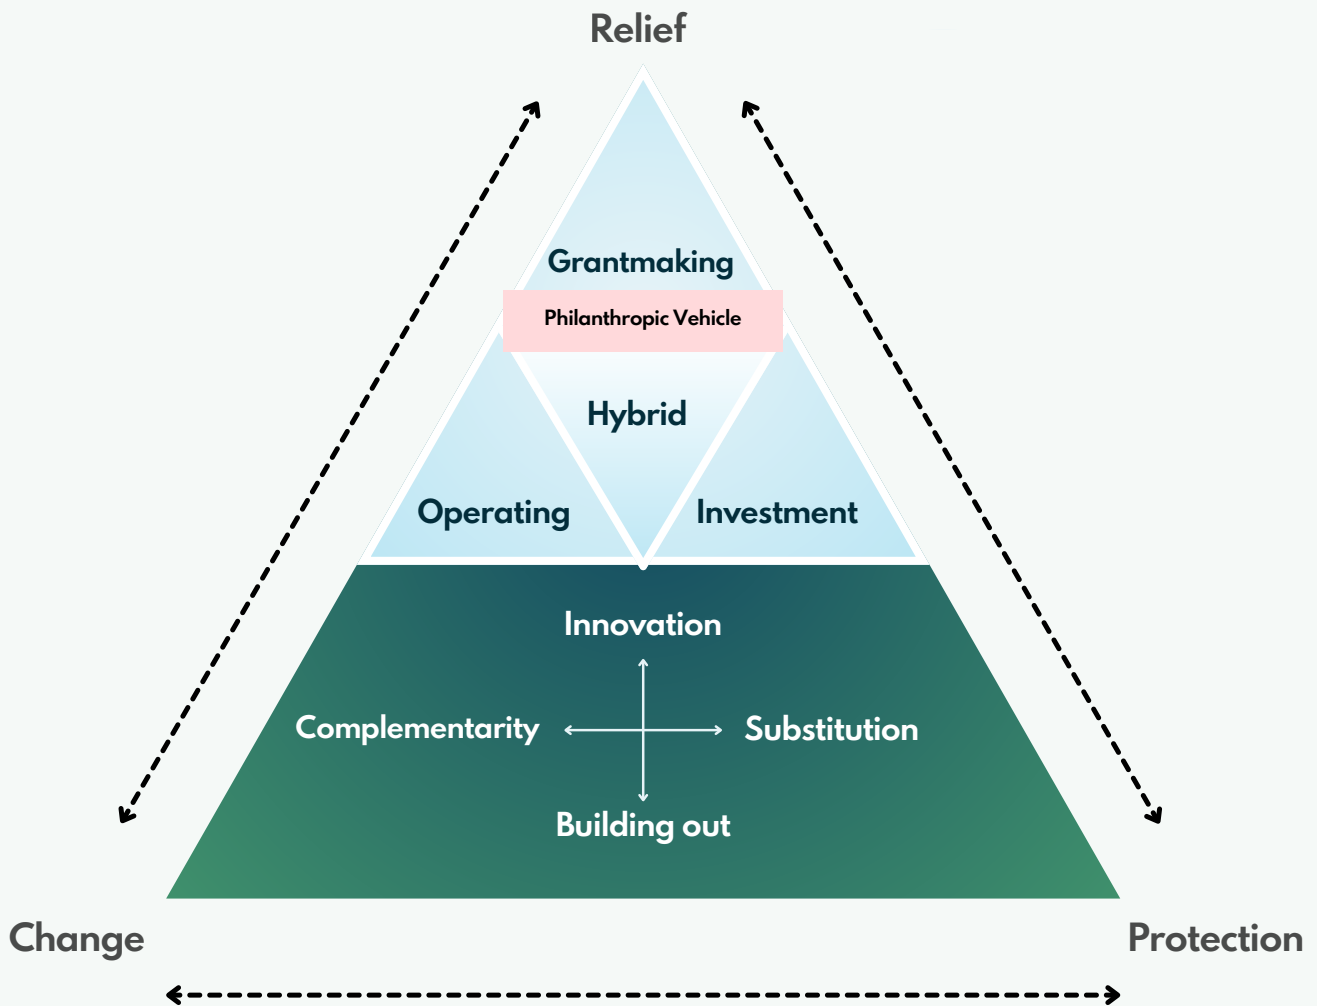 Relief
Grantmaking
Philanthropic Vehicle
Hybrid
Operating
Investment
Innovation
Complementarity
Substitution
Building out
Change
Protection